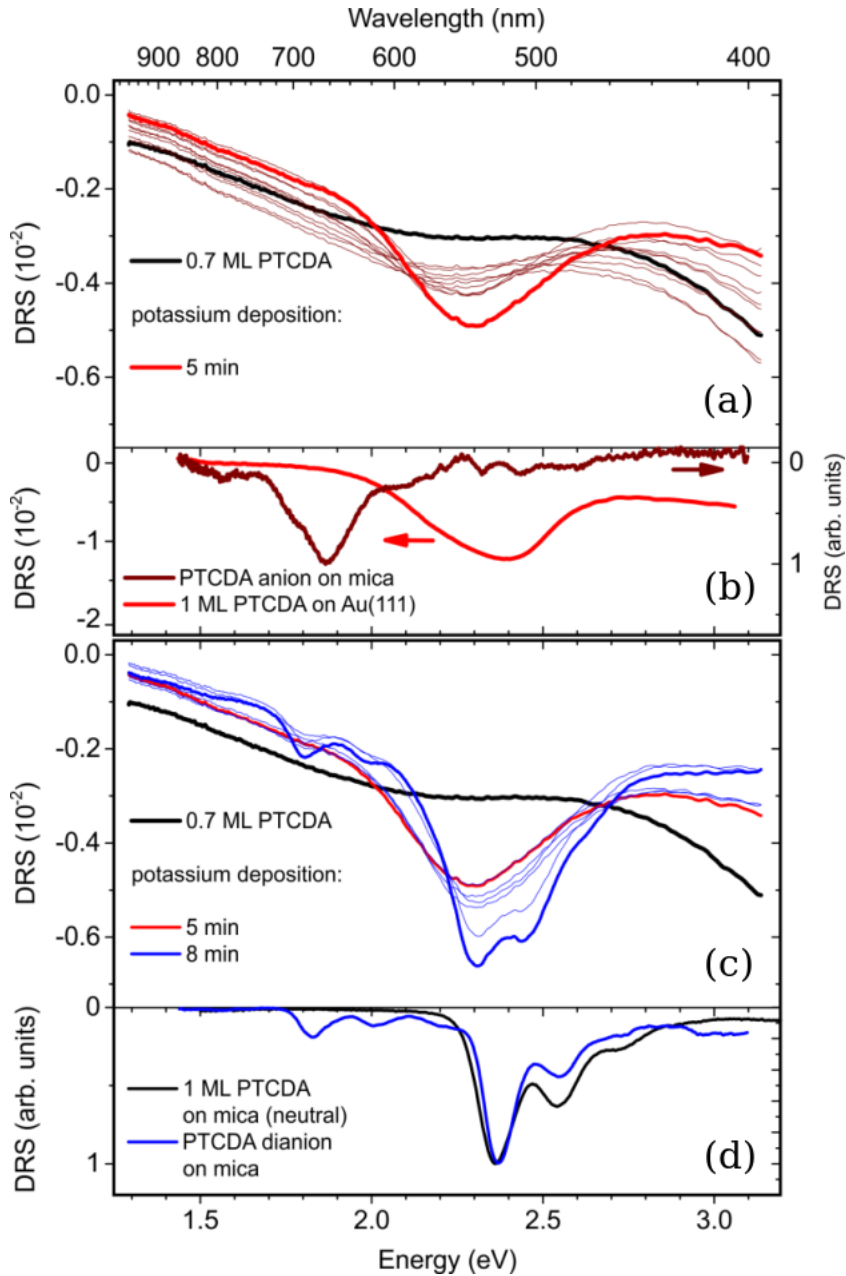 Wavelength (nm)
900 800 700 600 500 400
0.0
-0.2
-0.4
-0.6
DRS (10⁻²)
0.7 ML PTCDA
potassium deposition:
5 min
(a)
0
-1
-2
DRS (10⁻²)
0
1
DRS (arb. units)
PTCDA anion on mica
1 ML PTCDA on Au(111)
(b)
0.0
-0.2
-0.4
-0.6
DRS (10⁻²)
0.7 ML PTCDA
potassium deposition:
5 min
8 min
(c)
0
1
DRS (arb. units)
1 ML PTCDA
on mica (neutral)
PTCDA dianion
on mica
(d)
1.5 2.0 2.5 3.0
Energy (eV)